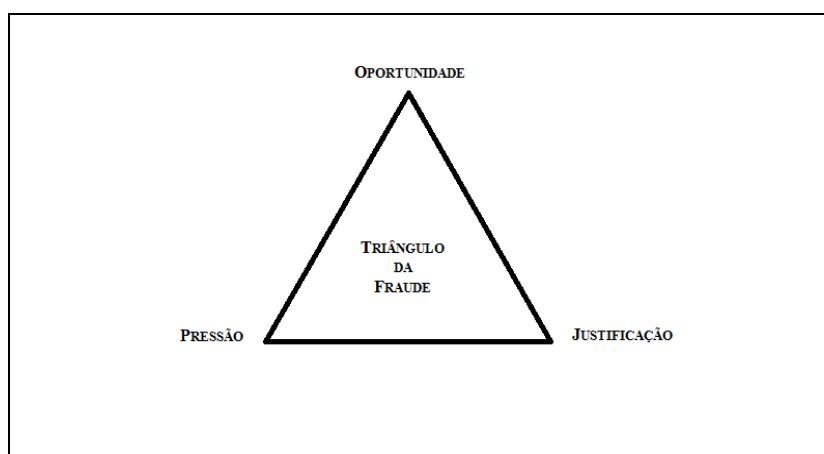 OPORTUNIDADE
TRIÂNGULO
DA
FRAUDE
PRESSÃO
JUSTIFICAÇÃO